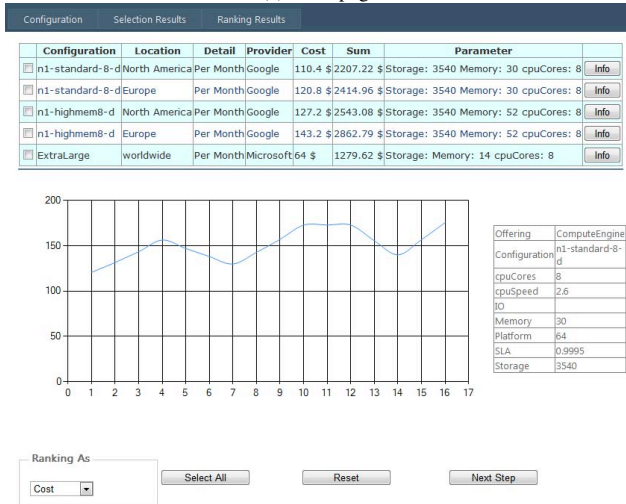 Configuration Selection Results Ranking Results
Configuration Location Detail Provider Cost Sum Parameter
n1-standard-8-d North America Per Month Google 110.4 $ 2207.22 $ Storage: 3540 Memory: 30 cpuCores: 8 Info
n1-standard-8-d Europe Per Month Google 120.8 $ 2414.96 $ Storage: 3540 Memory: 30 cpuCores: 8 Info
n1-highmem8-d North America Per Month Google 127.2 $ 2543.08 $ Storage: 3540 Memory: 52 cpuCores: 8 Info
n1-highmem8-d Europe Per Month Google 143.2 $ 2862.79 $ Storage: 3540 Memory: 52 cpuCores: 8 Info
ExtraLarge worldwide Per Month Microsoft 64 $ 1279.62 $ Storage: Memory: 14 cpuCores: 8 Info
200
150
100
50
0
0 1 2 3 4 5 6 7 8 9 10 11 12 13 14 15 16 17
Offering ComputeEngine
Configuration n1-standard-8-
d
cpuCores 8
cpuSpeed 2.6
IO
Memory 30
Platform 64
SLA 0.9995
Storage 3540
Ranking As
Cost Select All Reset Next Step